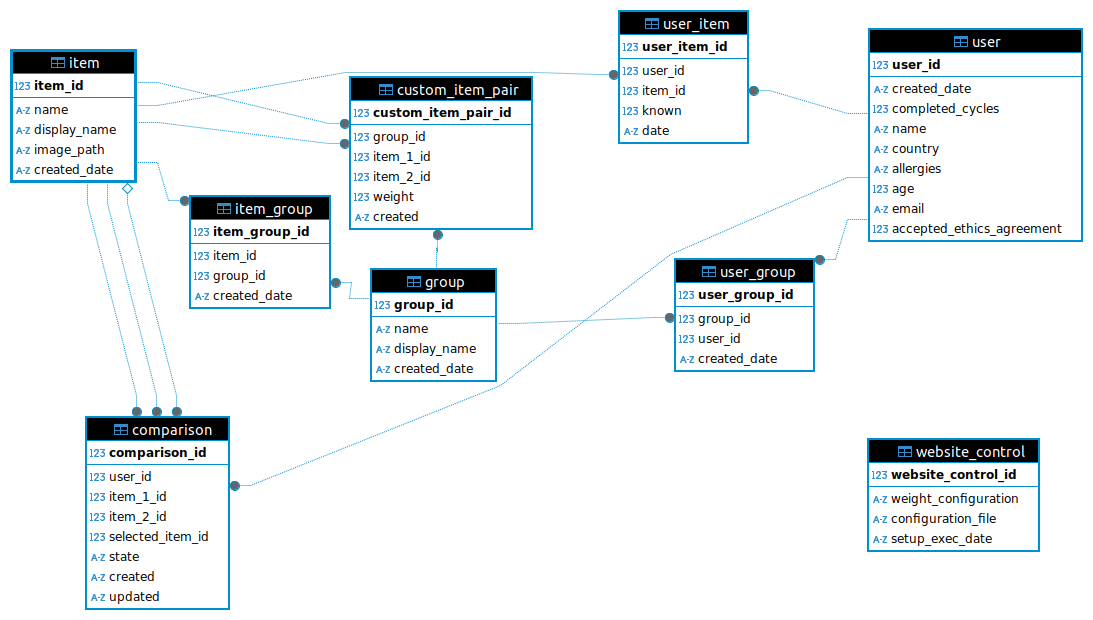 item
123 item_id
A-Z name
A-Z display_name
A-Z image_path
A-Z created_date
custom_item_pair
123 custom_item_pair_id
123 group_id
123 item_1_id
123 item_2_id
123 weight
A-Z created
user_item
123 user_item_id
123 user_id
123 item_id
123 known
A-Z date
user
123 user_id
A-Z created_date
123 completed_cycles
A-Z name
A-Z country
A-Z allergies
123 age
A-Z email
123 accepted_ethics_agreement
item_group
123 item_group_id
123 item_id
123 group_id
A-Z created_date
group
123 group_id
A-Z name
A-Z display_name
A-Z created_date
user_group
123 user_group_id
123 group_id
123 user_id
A-Z created_date
comparison
123 comparison_id
123 user_id
123 item_1_id
123 item_2_id
123 selected_item_id
A-Z state
A-Z created
A-Z updated
website_control
123 website_control_id
A-Z weight_configuration
A-Z configuration_file
A-Z setup_exec_date